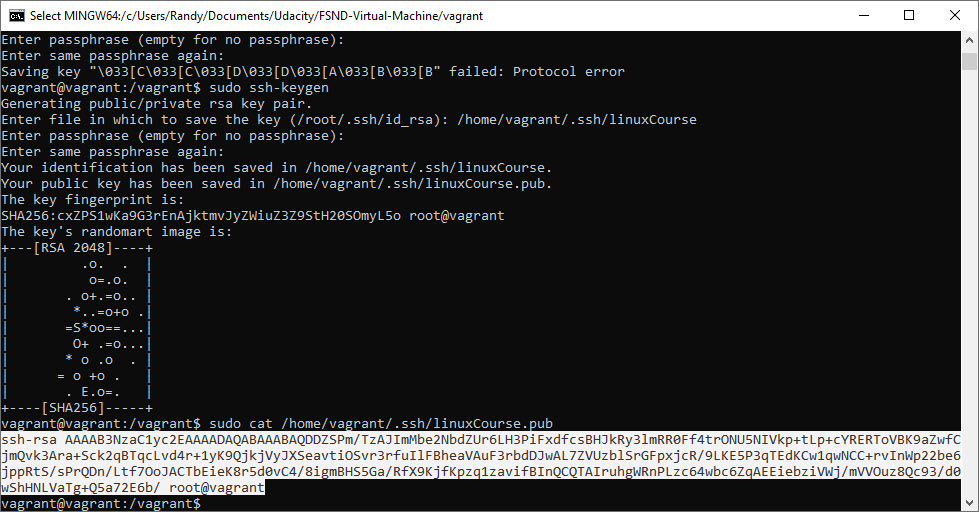 Select MINGW64:/c/Users/Randy/Documents/Udacity/FSND-Virtual-Machine/vagrant
Enter passphrase (empty for no passphrase):
Enter same passphrase again:
Saving key "\033[C\033[C\033[D\033[D\033[A\033[B\033[B" failed: Protocol error
vagrant@vagrant:/vagrant$ sudo ssh-keygen
Generating public/private rsa key pair.
Enter file in which to save the key (/root/.ssh/id_rsa): /home/vagrant/.ssh/linuxCourse
Enter passphrase (empty for no passphrase):
Enter same passphrase again:
Your identification has been saved in /home/vagrant/.ssh/linuxCourse.
Your public key has been saved in /home/vagrant/.ssh/linuxCourse.pub.
The key fingerprint is:
SHA256:cxZPS1wKa9G3rEnAjktmvJyZWiuZ3Z9StH20SOmyL5o root@vagrant
The key's randomart image is:
+---[RSA 2048]----+
|         .o.  .  |
|          o=.o.  |
|       . o+.=o.. |
|        *..=o+o .|
|       =S*oo==...|
|        O+ .=o...|
|       * o .o  . |
|      = o +o .   |
|       . E.o=.   |
+----[SHA256]-----+
vagrant@vagrant:/vagrant$ sudo cat /home/vagrant/.ssh/linuxCourse.pub
ssh-rsa AAAAB3NzaC1yc2EAAAADAQABAAABAQDDZSPm/TzAJImMbe2NbdZUr6LH3PiFxdfcsBHJkRy3lmRR0Ff4trONU5NIVkp+tLp+cYRERToVBK9aZwfC
jmQvk3Ara+Sck2qBTqcLvd4r+1yK9QjkjVyJXSeavtiOSvr3rfuIlFBheaVAuF3rbdDJwAL7ZVUzblSrGFpxjcR/9LKE5P3qTEdKCw1qwNCC+rvInWp22be6
jppRtS/sPrQDn/Ltf7OoJACTbEieK8r5d0vC4/8igmBHS5Ga/RfX9KjfKpzq1zavifBInQCQTAIruhgWRnPLzc64wbc6ZqAEEiebziVWj/mVVOuz8Qc93/d0
wShHNLVaTg+Q5a72E6b/ root@vagrant
vagrant@vagrant:/vagrant$